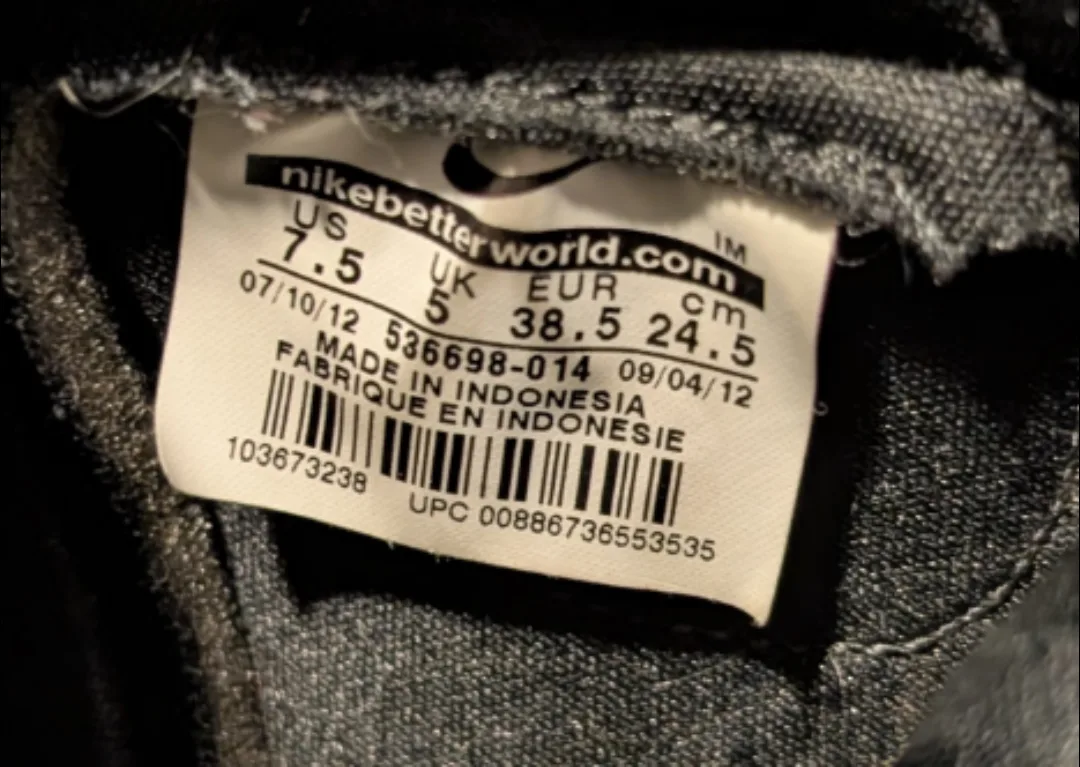 nikebetterworld.com
IM
US UK EUR cm
7.5 5 38.5 24.5
07/10/12 536698-014 09/04/12
MADE IN INDONESIA
FABRIQUE EN INDONESIE
103673238
UPC 00886736553535